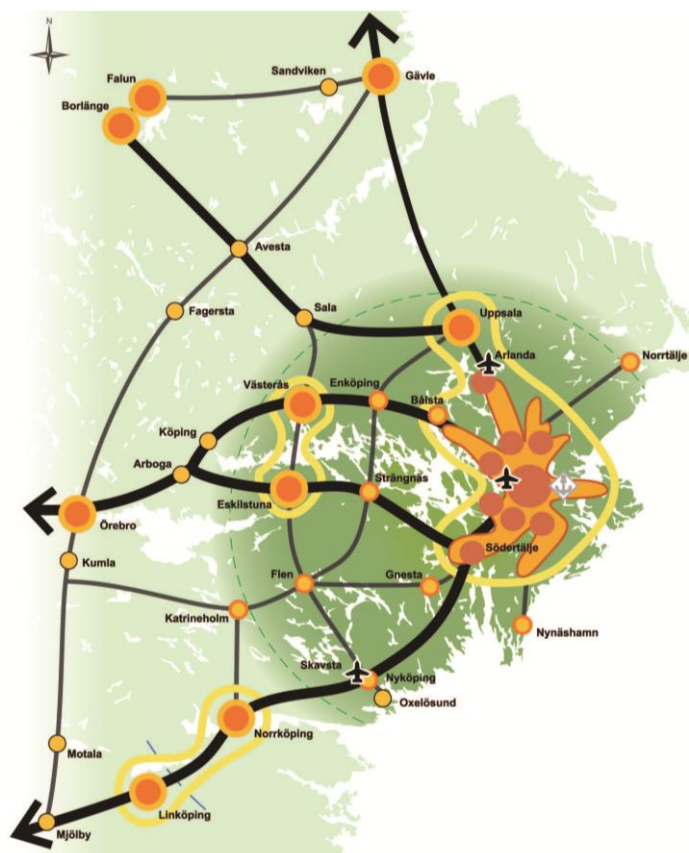 N
Sandviken
Gävle
Falun
Borlänge
Avesta
Sala
Fagersta
Uppsala
Arlanda
Norrtälje
Västerås
Enköping
Bålsta
Köping
Arboga
Strängnäs
Eskilstuna
Örebro
Södertälje
Kumla
Flen
Gnesta
Katrineholm
Nynäshamn
Skavsta
Nyköping
Oxelösund
Norrköping
Motala
Linköping
Mjölby